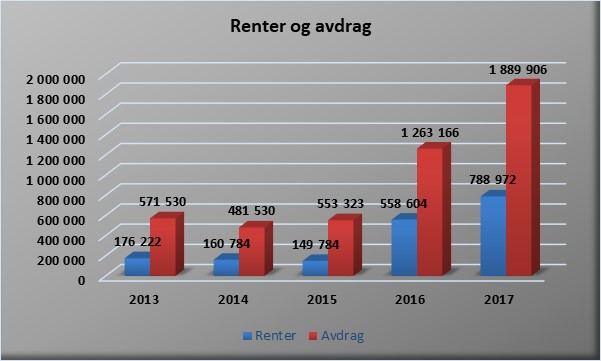 Renter og avdrag
2 000 000
1 800 000
1 600 000
1 400 000
1 200 000
1 000 000
800 000
600 000
400 000
200 000
0
176 222
571 530
160 784
481 530
149 784
553 323
558 604
1 263 166
788 972
1 889 906
2013 2014 2015 2016 2017
Renter Avdrag